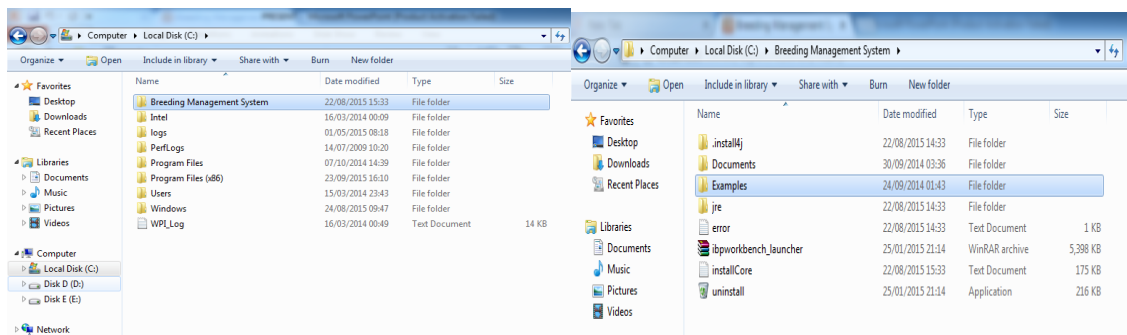 Computer ▸ Local Disk (C:) ▸
Organize ▾ Open Include in library ▾ Share with ▾ Burn New folder
Favorites
Desktop
Downloads
Recent Places
Libraries
Documents
Music
Pictures
Videos
Computer
Local Disk (C:)
Disk D (D:)
Disk E (E:)
Network
Name Date modified Type Size
Breeding Management System 22/08/2015 15:33 File folder
Intel 16/03/2014 00:09 File folder
logs 01/05/2015 08:18 File folder
PerfLogs 14/07/2009 10:20 File folder
Program Files 07/10/2014 14:39 File folder
Program Files (x86) 23/09/2015 16:10 File folder
Users 15/03/2014 23:43 File folder
Windows 24/08/2015 09:47 File folder
WPI_Log 16/03/2014 00:49 Text Document 14 KB
Computer ▸ Local Disk (C:) ▸ Breeding Management System ▸
Organize ▾ Open Include in library ▾ Share with ▾ Burn New folder
Favorites
Desktop
Downloads
Recent Places
Libraries
Documents
Music
Pictures
Videos
Name Date modified Type Size
.install4j 22/08/2015 14:33 File folder
Documents 30/09/2014 03:36 File folder
Examples 24/09/2014 01:43 File folder
jre 22/08/2015 14:33 File folder
error 22/08/2015 14:33 Text Document 1 KB
ibpworkbench_launcher 25/01/2015 21:14 WinRAR archive 5,398 KB
installCore 22/08/2015 15:33 Text Document 175 KB
uninstall 25/01/2015 21:14 Application 216 KB